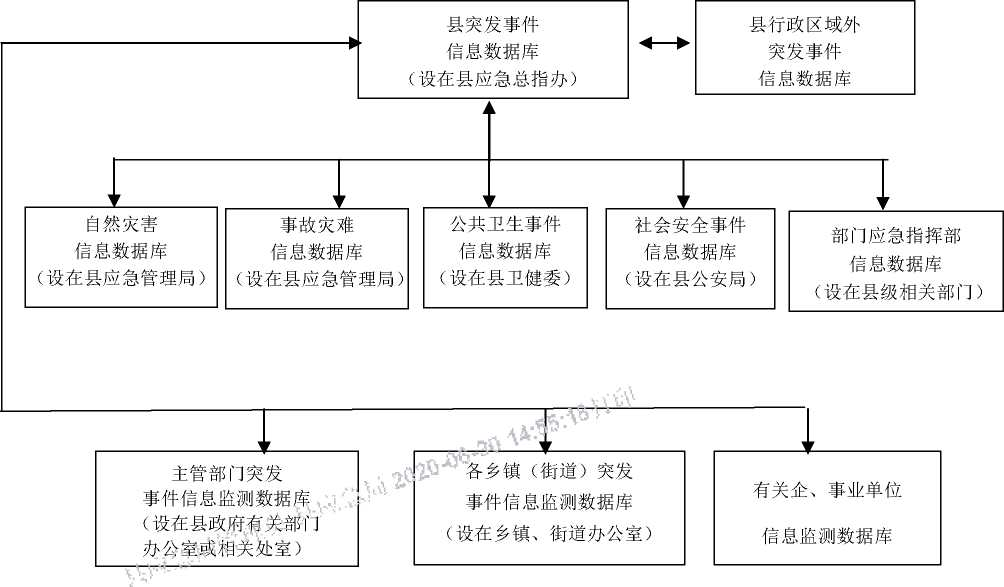 县突发事件
信息数据库
（设在县应急总指办）
县行政区域外
突发事件
信息数据库
自然灾害
信息数据库
（设在县应急管理局）
事故灾难
信息数据库
（设在县应急管理局）
公共卫生事件
信息数据库
（设在县卫健委）
社会安全事件
信息数据库
（设在县公安局）
部门应急指挥部
信息数据库
（设在县级相关部门）
主管部门突发
事件信息监测数据库
（设在县政府有关部门
办公室或相关处室）
各乡镇（街道）突发
事件信息监测数据库
（设在乡镇、街道办公室）
有关企、事业单位
信息监测数据库
2020-06-30 14:55:18打印